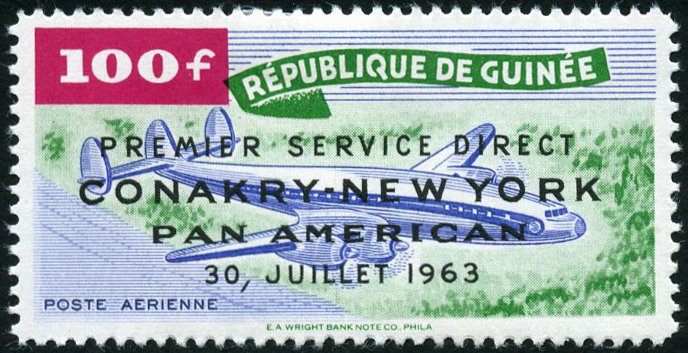 100f
RÉPUBLIQUE DE GUINÉE
PREMIER SERVICE DIRECT
CONAKRY-NEW YORK
PAN AMERICAN
30, JUILLET 1963
POSTE AERIENNE
E.A. WRIGHT BANK NOTE CO. PHILA